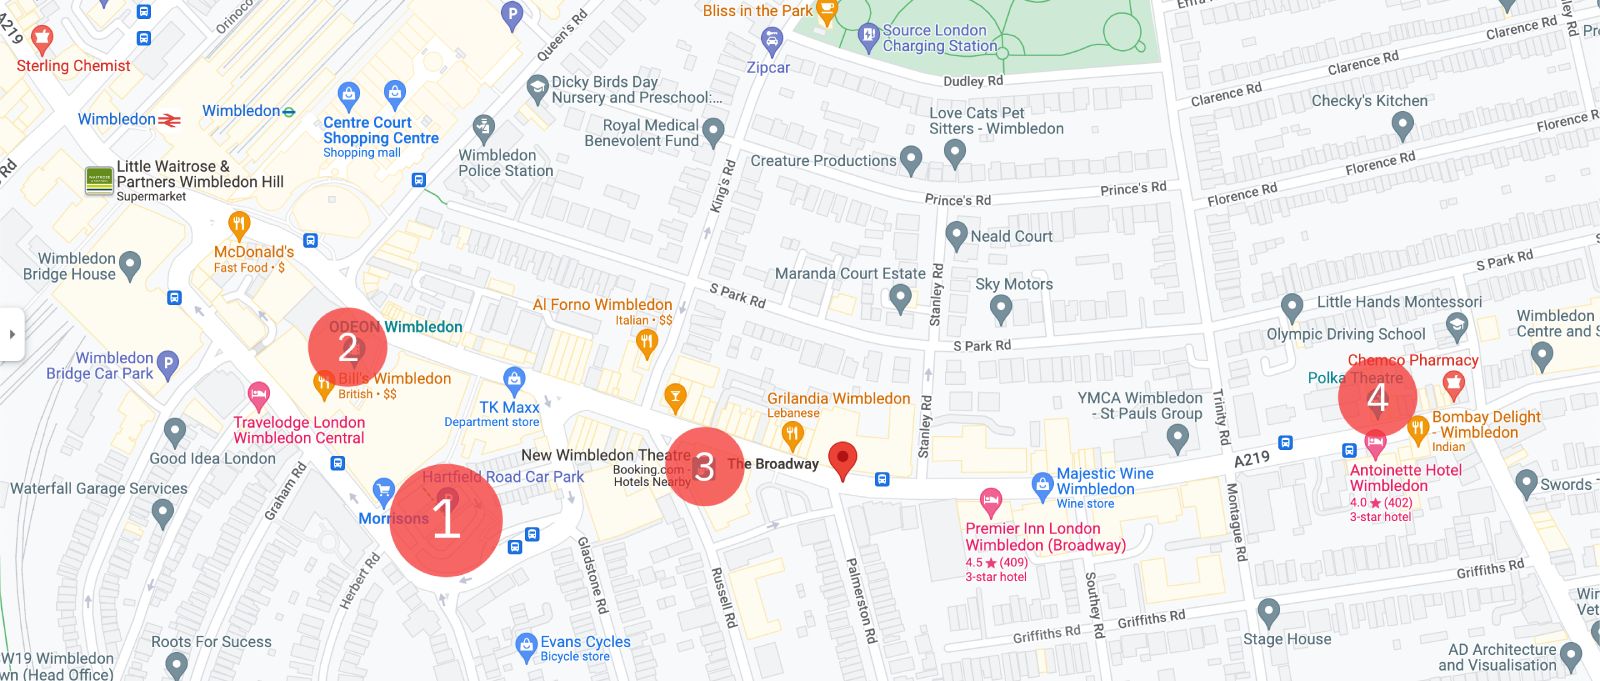 Orinoco
A219
Sterling Chemist
P
Queen's Rd
Bliss in the Park
Source London
Charging Station
Zipcar
Dudley Rd
Clarence Rd
Clarence Rd
Clarence Rd
Wimbledon
Wimbledon
Centre Court
Shopping Centre
Shopping mall
Dicky Birds Day
Nursery and Preschool:...
Royal Medical
Benevolent Fund
Love Cats Pet
Sitters - Wimbledon
Checky's Kitchen
Florence R
Florence Rd
Florence Rd
Wimbledon
Police Station
Creature Productions
Little Waitrose &
Partners Wimbledon Hill
Supermarket
King's Rd
Prince's Rd
Prince's Rd
McDonald's
Fast Food • $
Wimbledon
Bridge House
Neald Court
S Park Rd
Maranda Court Estate
Stanley Rd
Sky Motors
S Park Rd
Al Forno Wimbledon
Italian • $$
Little Hands Montessori
Olympic Driving School
Wimbledon
Centre and S
ODEON Wimbledon
2
S Park Rd
Wimbledon
Bridge Car Park
P
Chemco Pharmacy
Polka Theatre
4
Bill's Wimbledon
British • $$
TK Maxx
Department store
Grilandia Wimbledon
Lebanese
Stanley Rd
YMCA Wimbledon
- St Pauls Group
Trinity Rd
Travelodge London
Wimbledon Central
Bombay Delight
- Wimbledon
Indian
Good Idea London
New Wimbledon Theatre
Booking.com -
Hotels Nearby
3
The Broadway
A219
Hartfield Road Car Park
Antoinette Hotel
Wimbledon
4.0 ★ (402)
3-star hotel
Majestic Wine
Wimbledon
Wine store
Waterfall Garage Services
Graham Rd
Morrisons
1
Swords
Premier Inn London
Wimbledon (Broadway)
4.5 ★ (409)
3-star hotel
Montague Rd
Herbert Rd
Gladstone Rd
Russell Rd
Palmerston Rd
Southey Rd
Griffiths Rd
Griffiths Rd
Griffiths Rd
Roots For Sucess
Evans Cycles
Bicycle store
Stage House
AD Architecture
and Visualisation
W19 Wimbledon
wn (Head Office)